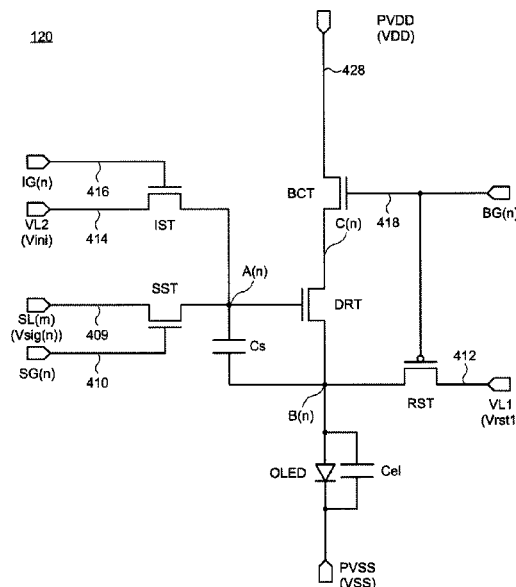 120
PVDD
(VDD)
428
IG(n)
416
BCT
BG(n)
418
VL2
(Vini)
414
IST
C(n)
SST
A(n)
DRT
SL(m)
(Vsig(n))
409
Cs
SG(n)
410
412
RST
VL1
(Vrst1)
B(n)
OLED
Cel
PVSS
(VSS)